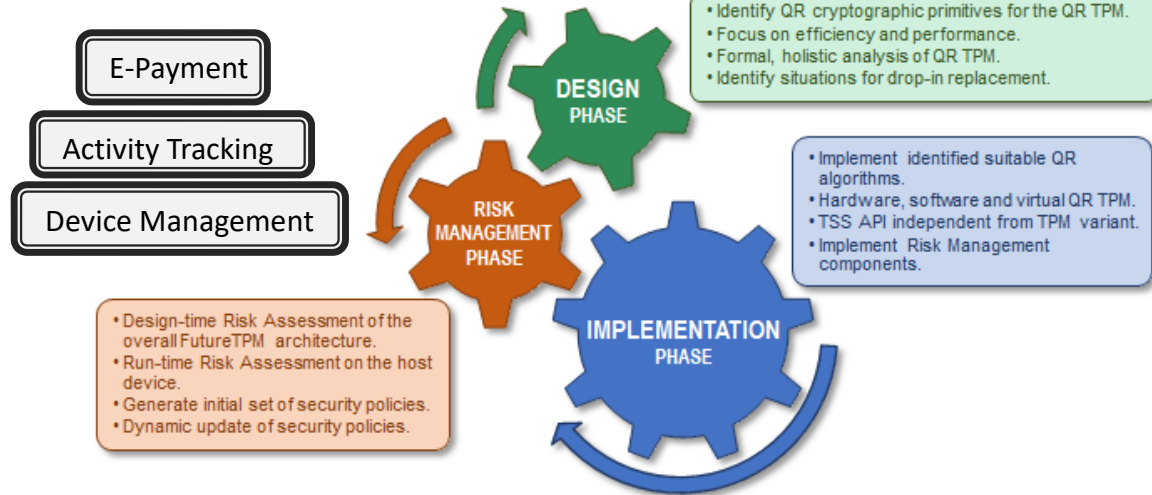 E-Payment
Activity Tracking
Device Management
DESIGN
PHASE
• Identify QR cryptographic primitives for the QR TPM.
• Focus on efficiency and performance.
• Formal, holistic analysis of QR TPM.
• Identify situations for drop-in replacement.
RISK
MANAGEMENT
PHASE
• Implement identified suitable QR
algorithms.
• Hardware, software and virtual QR TPM.
• TSS API independent from TPM variant.
• Implement Risk Management
components.
IMPLEMENTATION
PHASE
• Design-time Risk Assessment of the
overall FutureTPM architecture.
• Run-time Risk Assessment on the host
device.
• Generate initial set of security policies.
• Dynamic update of security policies.